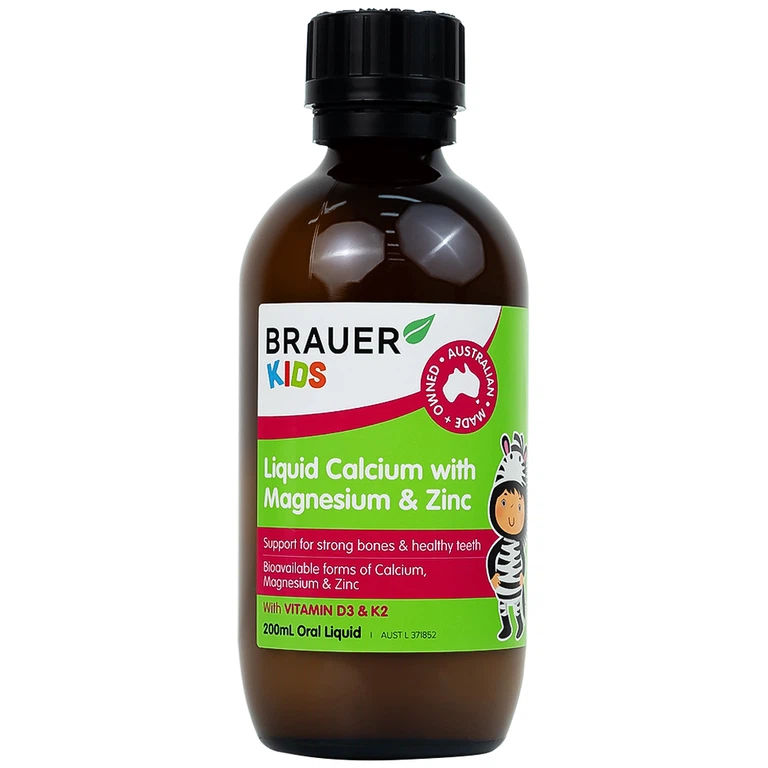 BRAUER
KIDS
AUSTRALIAN • MADE + OWNED •
Liquid Calcium with
Magnesium & Zinc
Support for strong bones & healthy teeth
Bioavailable forms of Calcium,
Magnesium & Zinc
With VITAMIN D3 & K2
200mL Oral Liquid | AUST L 371852